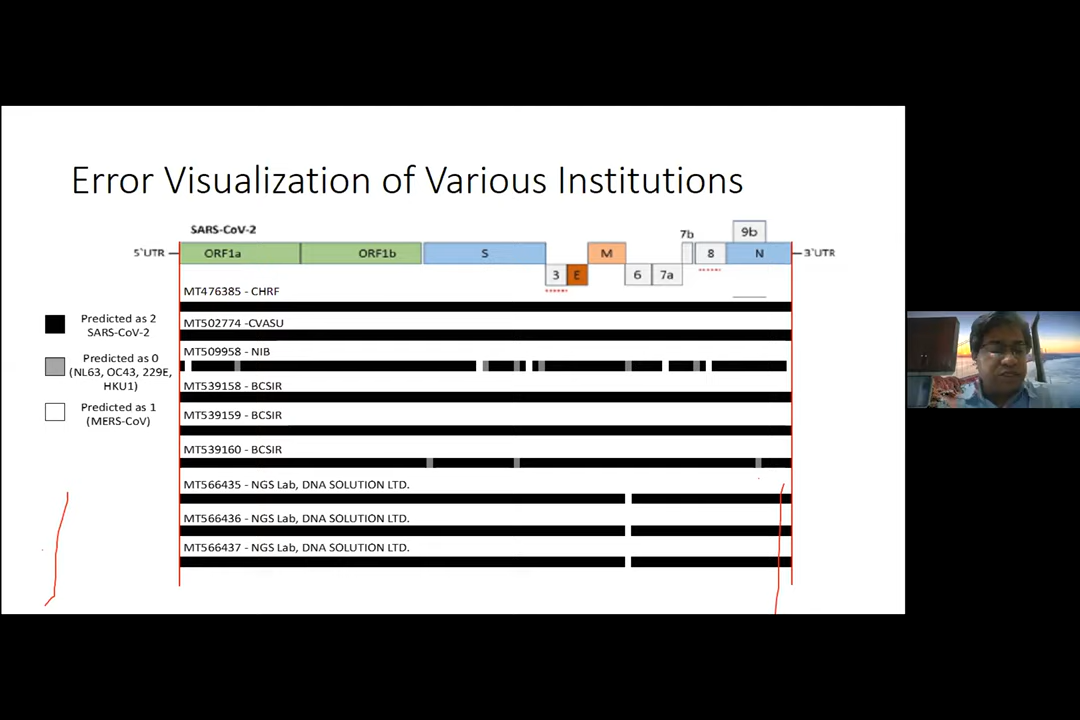 Error Visualization of Various Institutions
SARS-CoV-2
5`UTR
ORF1a
ORF1b
S
3
E
M
6
7a
7b
8
9b
N
3`UTR
MT476385 - CHRF
MT502774 -CVASU
MT509958 - NIB
MT539158 - BCSIR
MT539159 - BCSIR
MT539160 - BCSIR
MT566435 - NGS Lab, DNA SOLUTION LTD.
MT566436 - NGS Lab, DNA SOLUTION LTD.
MT566437 - NGS Lab, DNA SOLUTION LTD.
Predicted as 2
SARS-CoV-2
Predicted as 0
(NL63, OC43, 229E,
HKU1)
Predicted as 1
(MERS-CoV)